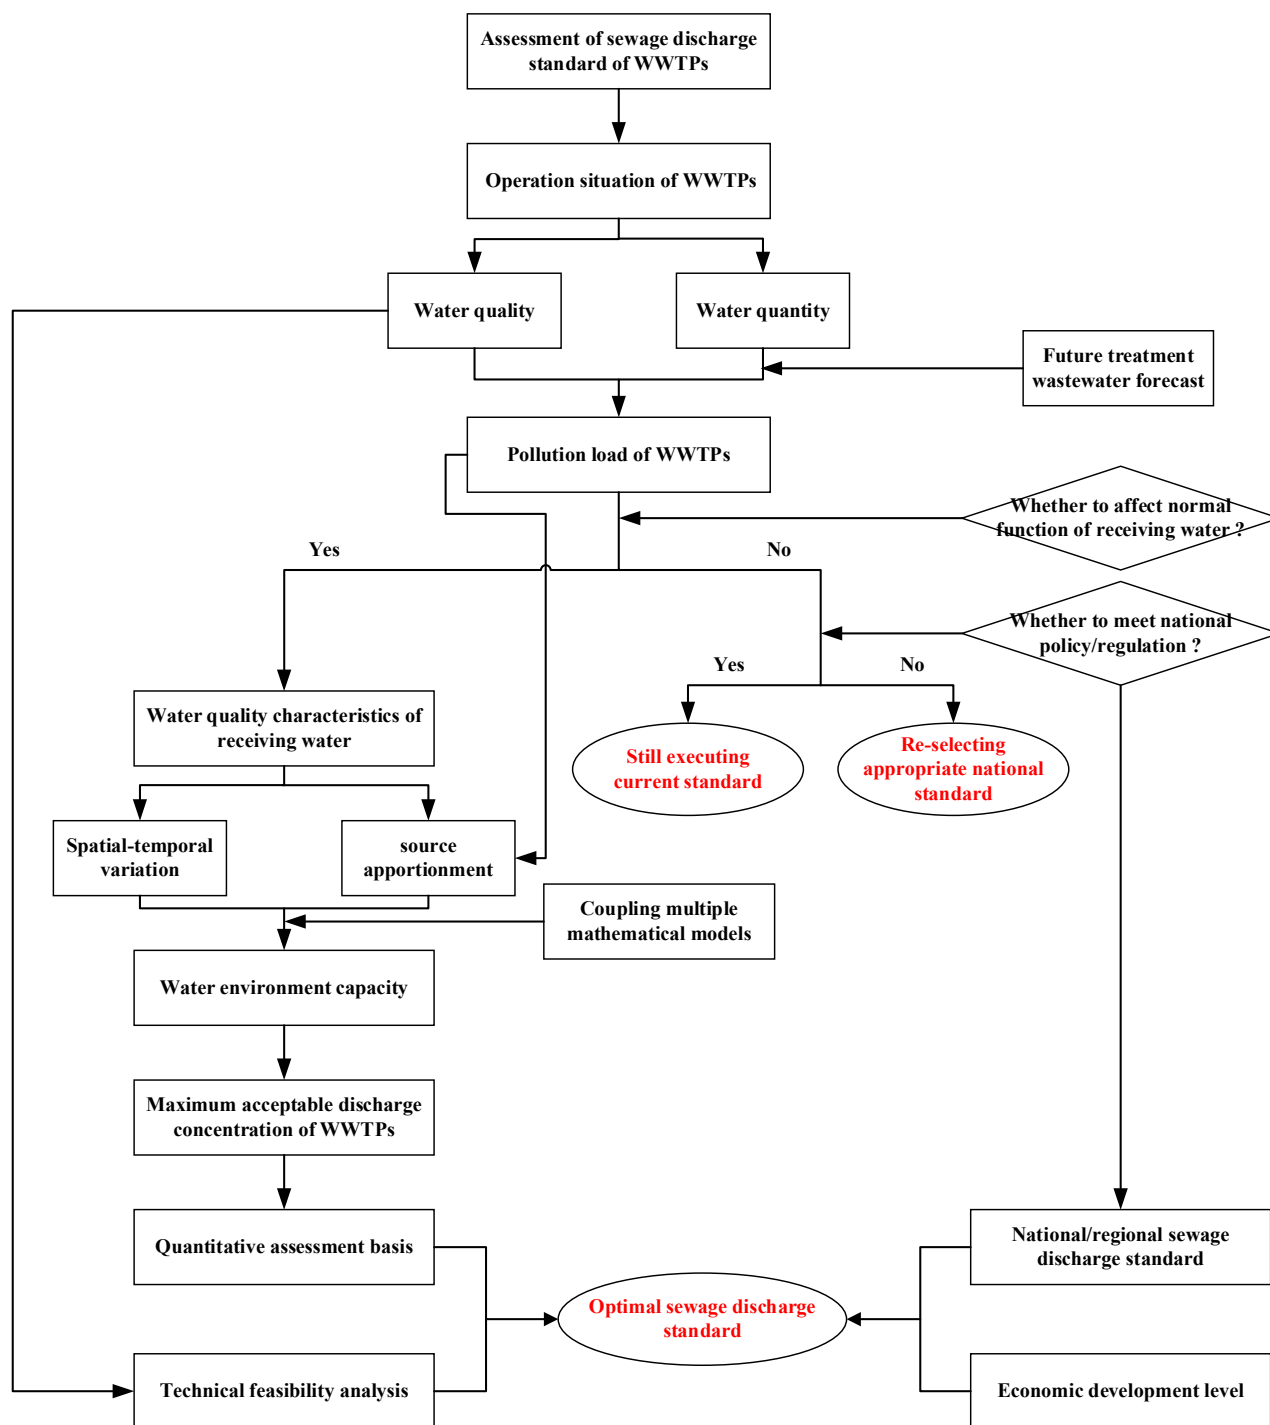 Assessment of sewage discharge
standard of WWTPs
Operation situation of WWTPs
Water quality
Water quantity
Future treatment
wastewater forecast
Pollution load of WWTPs
Whether to affect normal
function of receiving water ?
Yes
No
Whether to meet national
policy/regulation ?
Yes
No
Water quality characteristics of
receiving water
Still executing
current standard
Re-selecting
appropriate national
standard
Spatial-temporal
variation
source
apportionment
Coupling multiple
mathematical models
Water environment capacity
Maximum acceptable discharge
concentration of WWTPs
Quantitative assessment basis
National/regional sewage
discharge standard
Optimal sewage discharge
standard
Technical feasibility analysis
Economic development level